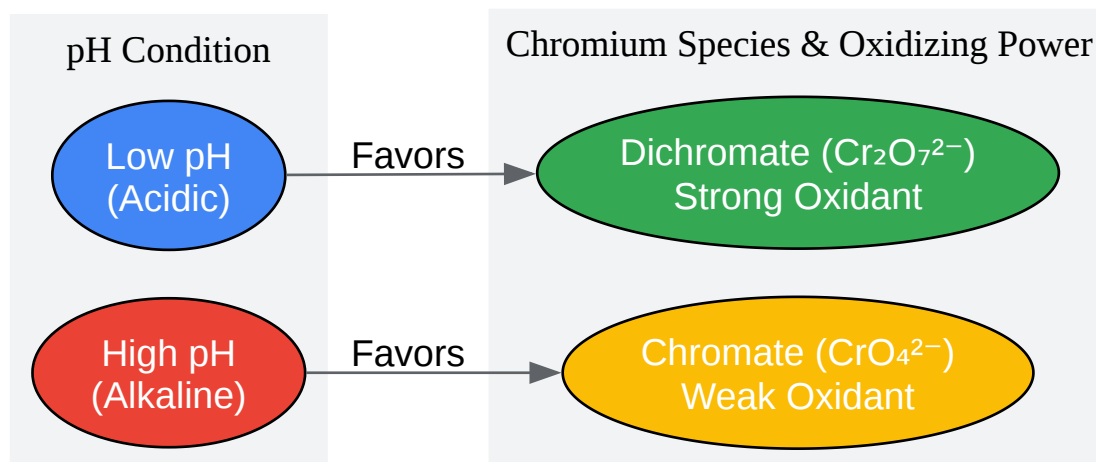 pH Condition
Chromium Species & Oxidizing Power
Low pH
(Acidic)
Favors
Dichromate (Cr₂O₇²⁻)
Strong Oxidant
High pH
(Alkaline)
Favors
Chromate (CrO₄²⁻)
Weak Oxidant